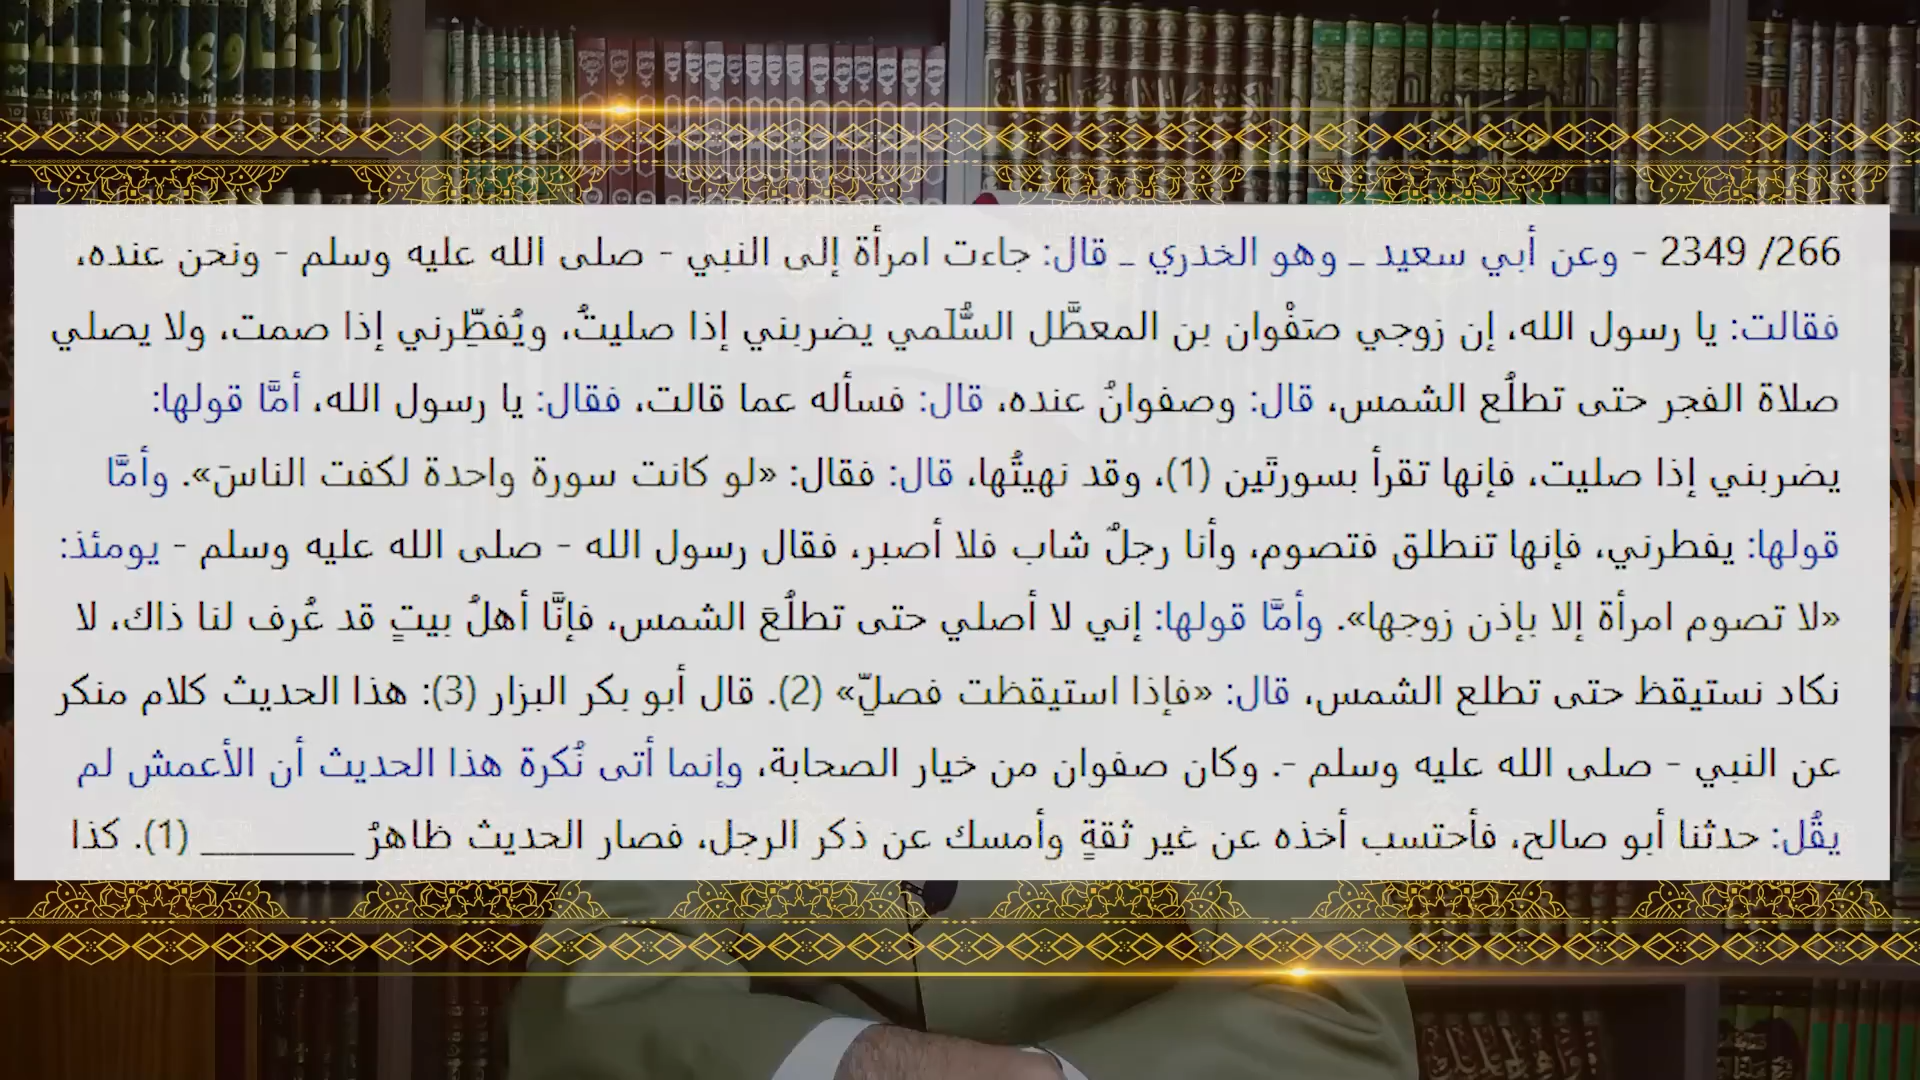 266/ 2349 - وعن أبي سعيد ـ وهو الخدري ـ قال: جاءت امرأة إلى النبي - صلى الله عليه وسلم - ونحن عنده،
فقالت: يا رسول الله، إن زوجي صَفْوان بن المعطَّل السُّلَمي يضربني إذا صليتُ، ويُفطِّرني إذا صمت، ولا يصلي
صلاة الفجر حتى تطلُع الشمس، قال: وصفوانُ عنده، قال: فسأله عما قالت، فقال: يا رسول الله، أمَّا قولها:
يضربني إذا صليت، فإنها تقرأ بسورتَين (1)، وقد نهيتُها، قال: فقال: «لو كانت سورة واحدة لكفت الناسَ». وأمَّا
قولها: يفطرني، فإنها تنطلق فتصوم، وأنا رجلٌ شاب فلا أصبر، فقال رسول الله - صلى الله عليه وسلم - يومئذ:
«لا تصوم امرأة إلا بإذن زوجها». وأمَّا قولها: إني لا أصلي حتى تطلُعَ الشمس، فإنَّا أهلُ بيتٍ قد عُرف لنا ذاك، لا
نكاد نستيقظ حتى تطلع الشمس، قال: «فإذا استيقظت فصلِّ» (2). قال أبو بكر البزار (3): هذا الحديث كلام منكر
عن النبي - صلى الله عليه وسلم -. وكان صفوان من خيار الصحابة، وإنما أتى نُكرة هذا الحديث أن الأعمش لم
يقُل: حدثنا أبو صالح، فأحتسب أخذه عن غير ثقةٍ وأمسك عن ذكر الرجل، فصار الحديث ظاهرُ ________ (1). كذا